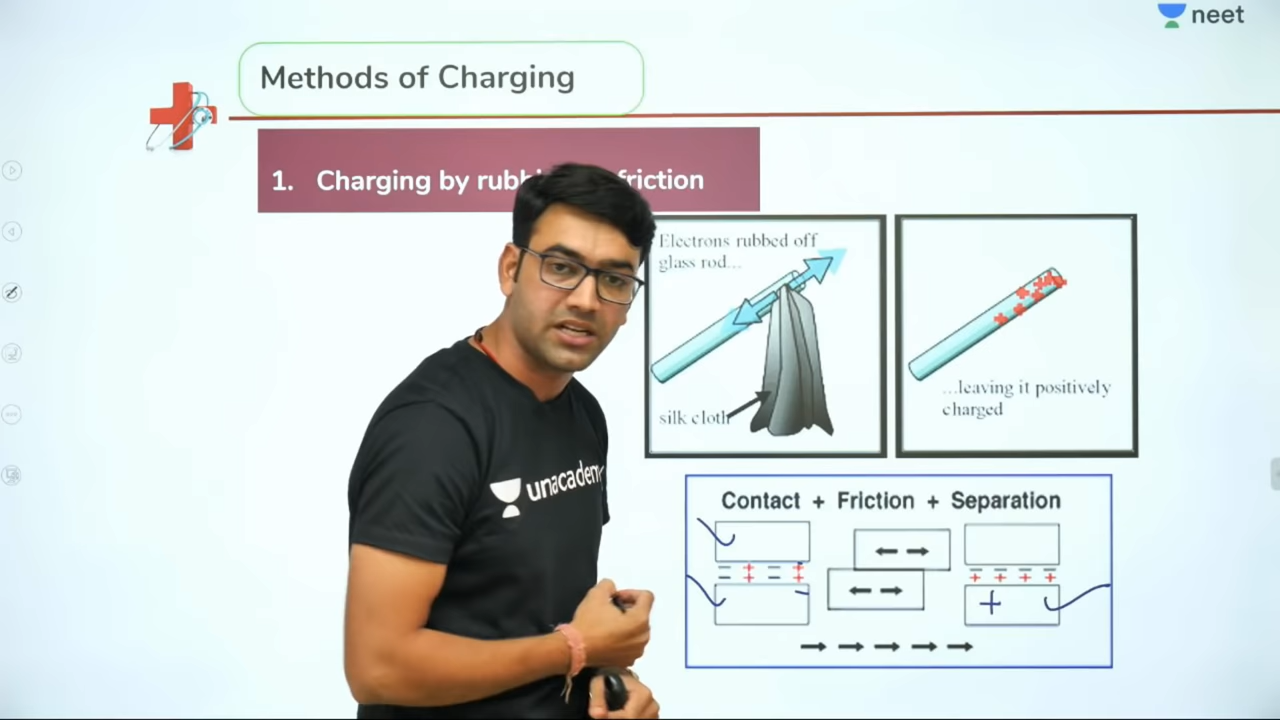 neet
Methods of Charging
1. Charging by friction
Electrons rubbed off
glass rod...
silk cloth
...leaving it positively
charged
Contact + Friction + Separation
= + = +
− − − −
+ + + +
+
unacademy